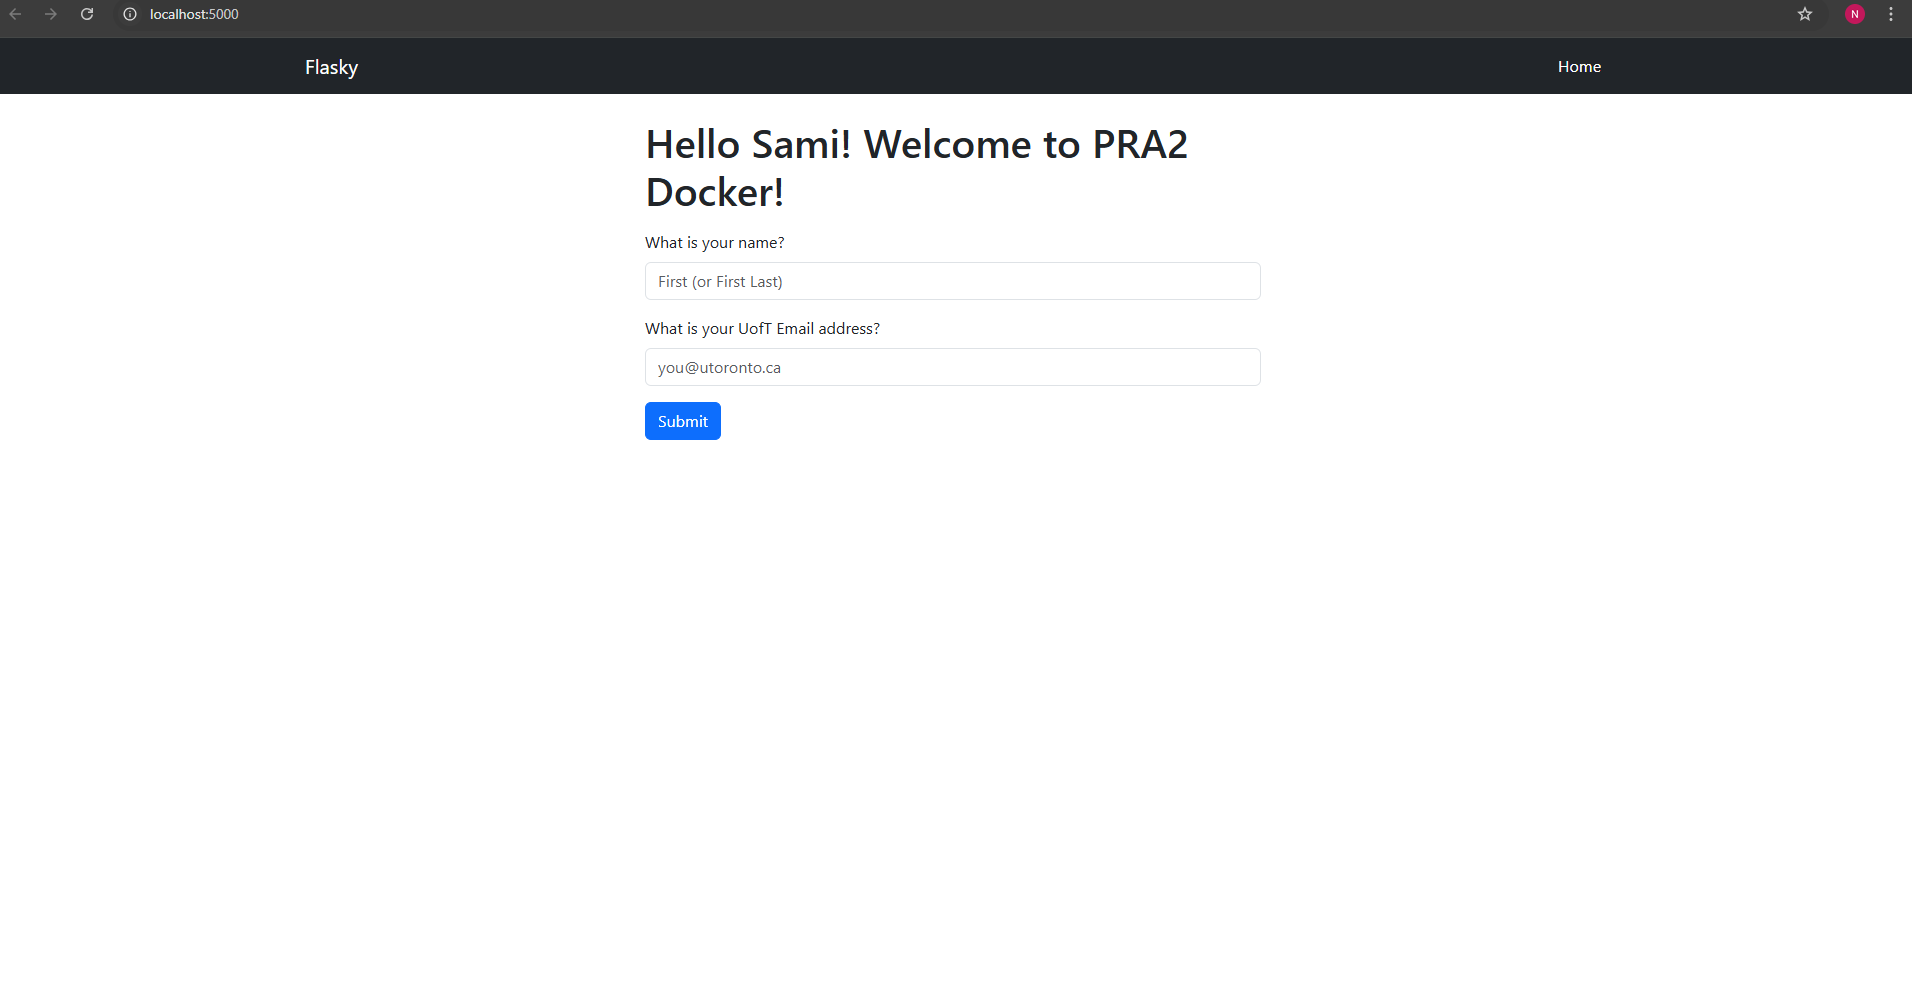 localhost:5000
N
Flasky
Home
Hello Sami! Welcome to PRA2
Docker!
What is your name?
First (or First Last)
What is your UofT Email address?
you@utoronto.ca
Submit